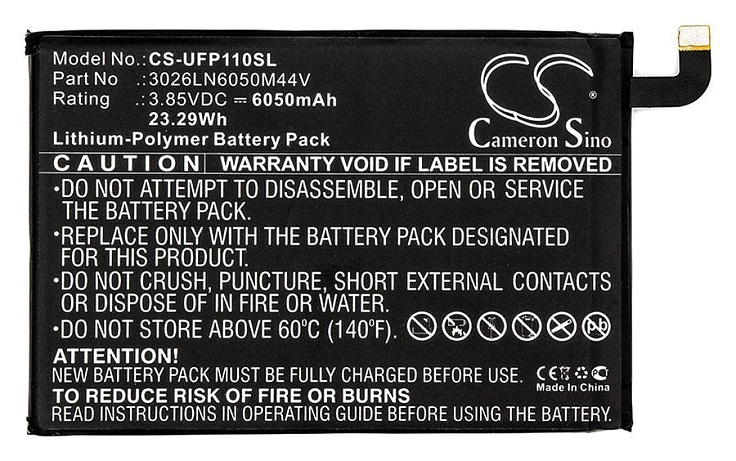 Model No.:CS-UFP110SL
Part No :3026LN6050M44V
Rating :3.85VDC ⎓ 6050mAh
23.29Wh
Lithium-Polymer Battery Pack
CS
Cameron Sino
CAUTION WARRANTY VOID IF LABEL IS REMOVED
•DO NOT ATTEMPT TO DISASSEMBLE, OPEN OR SERVICE
THE BATTERY PACK.
•REPLACE ONLY WITH THE BATTERY PACK DESIGNATED
FOR THIS PRODUCT.
•DO NOT CRUSH, PUNCTURE, SHORT EXTERNAL CONTACTS
OR DISPOSE OF IN FIRE OR WATER.
•DO NOT STORE ABOVE 60℃ (140℉). Pb
ATTENTION!
NEW BATTERY PACK MUST BE FULLY CHARGED BEFORE USE.
CE
Made In China
TO REDUCE RISK OF FIRE OR BURNS
READ INSTRUCTIONS IN OPERATING GUIDE BEFORE USING THE BATTERY.